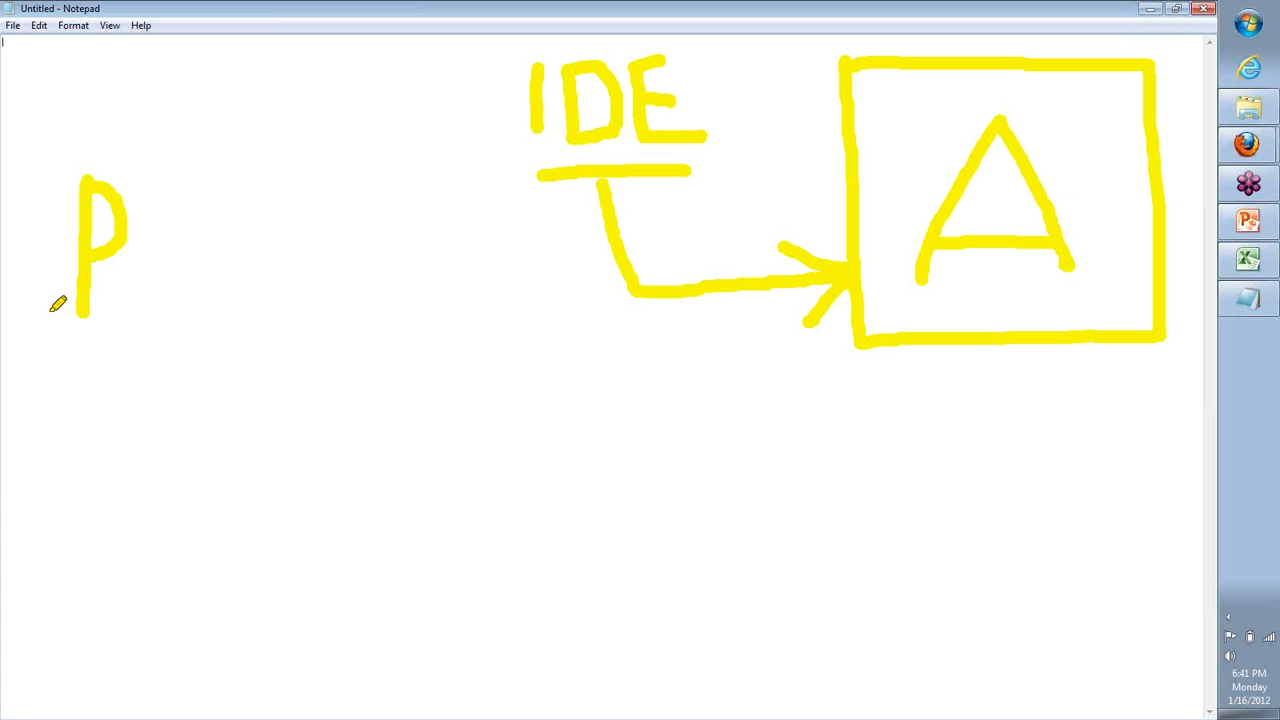 Untitled - Notepad
File Edit Format View Help
IDE
A
P
6:41 PM
Monday
1/16/2012